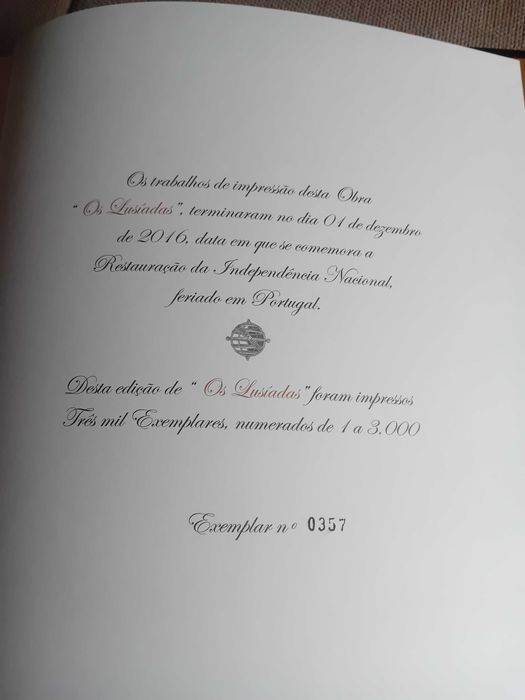 Os trabalhos de impressão desta Obra
“ Os Lusíadas”, terminaram no dia 01 de dezembro
de 2016, data em que se comemora a
Restauração da Independência Nacional,
feriado em Portugal.
Desta edição de “ Os Lusíadas” foram impressos
Três mil Exemplares, numerados de 1 a 3.000
Exemplar nº 0357